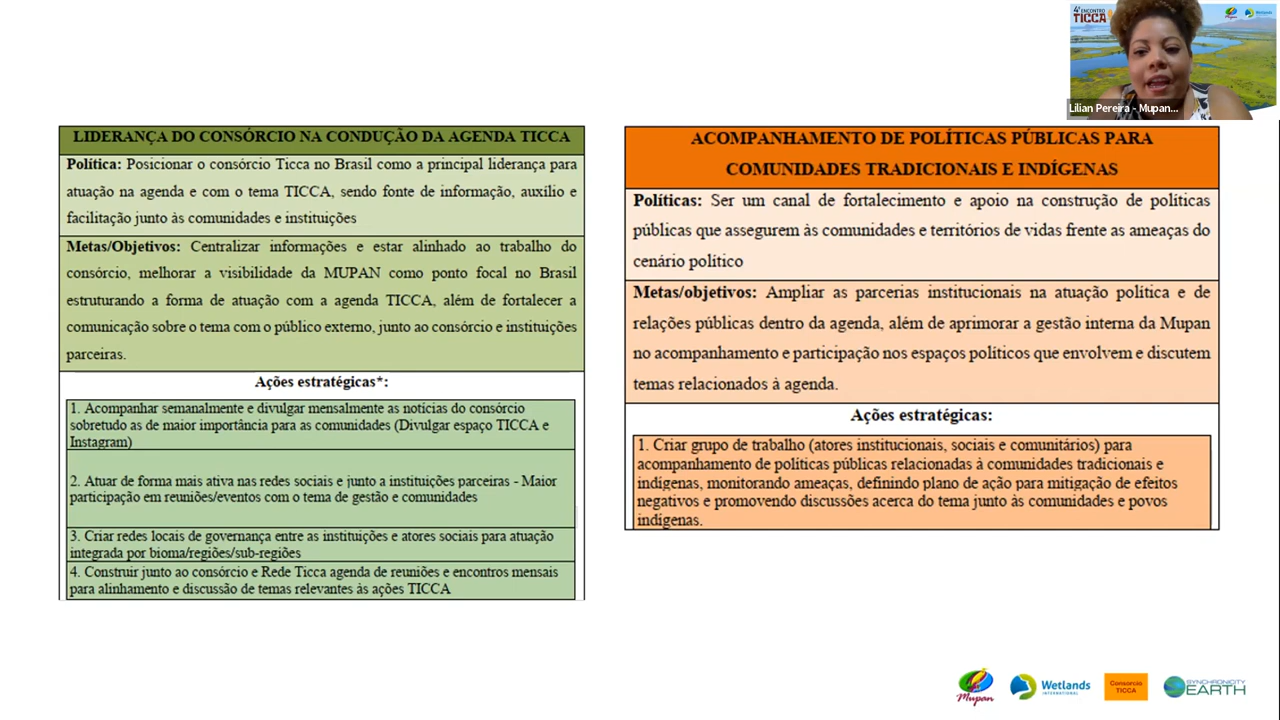 4º ENCONTRO
TICCA
Mupan
Wetlands
Lilian Pereira - Mupan...
LIDERANÇA DO CONSÓRCIO NA CONDUÇÃO DA AGENDA TICCA
Política: Posicionar o consórcio Ticca no Brasil como a principal liderança para
atuação na agenda e com o tema TICCA, sendo fonte de informação, auxílio e
facilitação junto às comunidades e instituições
Metas/Objetivos: Centralizar informações e estar alinhado ao trabalho do
consórcio, melhorar a visibilidade da MUPAN como ponto focal no Brasil
estruturando a forma de atuação com a agenda TICCA, além de fortalecer a
comunicação sobre o tema com o público externo, junto ao consórcio e instituições
parceiras.
Ações estratégicas*:
1. Acompanhar semanalmente e divulgar mensalmente as notícias do consórcio
sobretudo as de maior importância para as comunidades (Divulgar espaço TICCA e
Instagram)
2. Atuar de forma mais ativa nas redes sociais e junto a instituições parceiras - Maior
participação em reuniões/eventos com o tema de gestão e comunidades
3. Criar redes locais de governança entre as instituições e atores sociais para atuação
integrada por bioma/regiões/sub-regiões
4. Construir junto ao consórcio e Rede Ticca agenda de reuniões e encontros mensais
para alinhamento e discussão de temas relevantes às ações TICCA
ACOMPANHAMENTO DE POLÍTICAS PÚBLICAS PARA
COMUNIDADES TRADICIONAIS E INDÍGENAS
Políticas: Ser um canal de fortalecimento e apoio na construção de políticas
públicas que assegurem às comunidades e territórios de vidas frente as ameaças do
cenário político
Metas/objetivos: Ampliar as parcerias institucionais na atuação política e de
relações públicas dentro da agenda, além de aprimorar a gestão interna da Mupan
no acompanhamento e participação nos espaços políticos que envolvem e discutem
temas relacionados à agenda.
Ações estratégicas:
1. Criar grupo de trabalho (atores institucionais, sociais e comunitários) para
acompanhamento de políticas públicas relacionadas à comunidades tradicionais e
indígenas, monitorando ameaças, definindo plano de ação para mitigação de efeitos
negativos e promovendo discussões acerca do tema junto às comunidades e povos
indígenas.
Mupan
Wetlands
INTERNATIONAL
Consorcio
TICCA
SYNCHRONICITY
EARTH